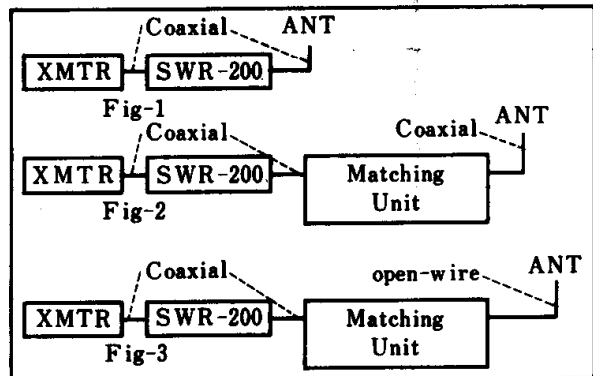 Coaxial ANT
XMTR SWR-200
Fig-1
Coaxial Coaxial ANT
XMTR SWR-200 Matching Unit
Fig-2
Coaxial open-wire ANT
XMTR SWR-200 Matching Unit
Fig-3